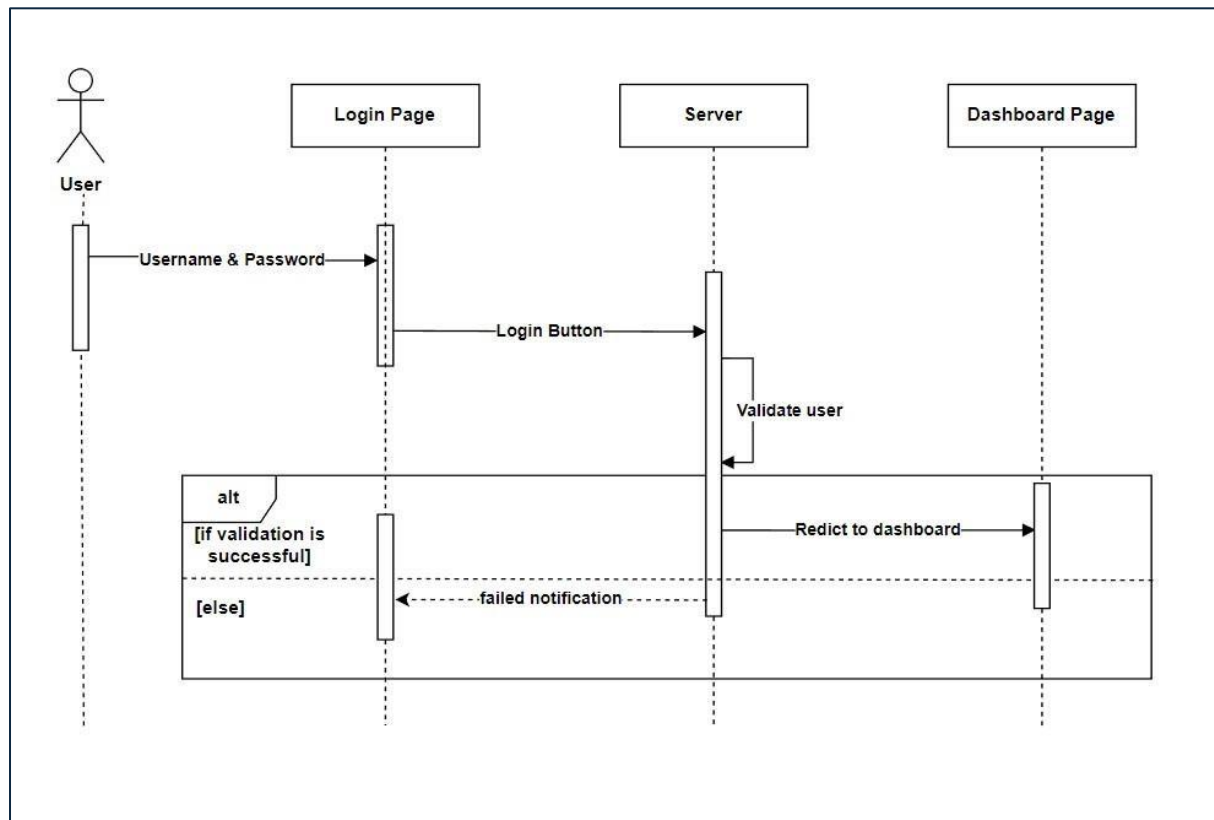 Login Page
Server
Dashboard Page
User
Username & Password
Login Button
Validate user
alt
[if validation is
successful]
Redict to dashboard
[else]
failed notification